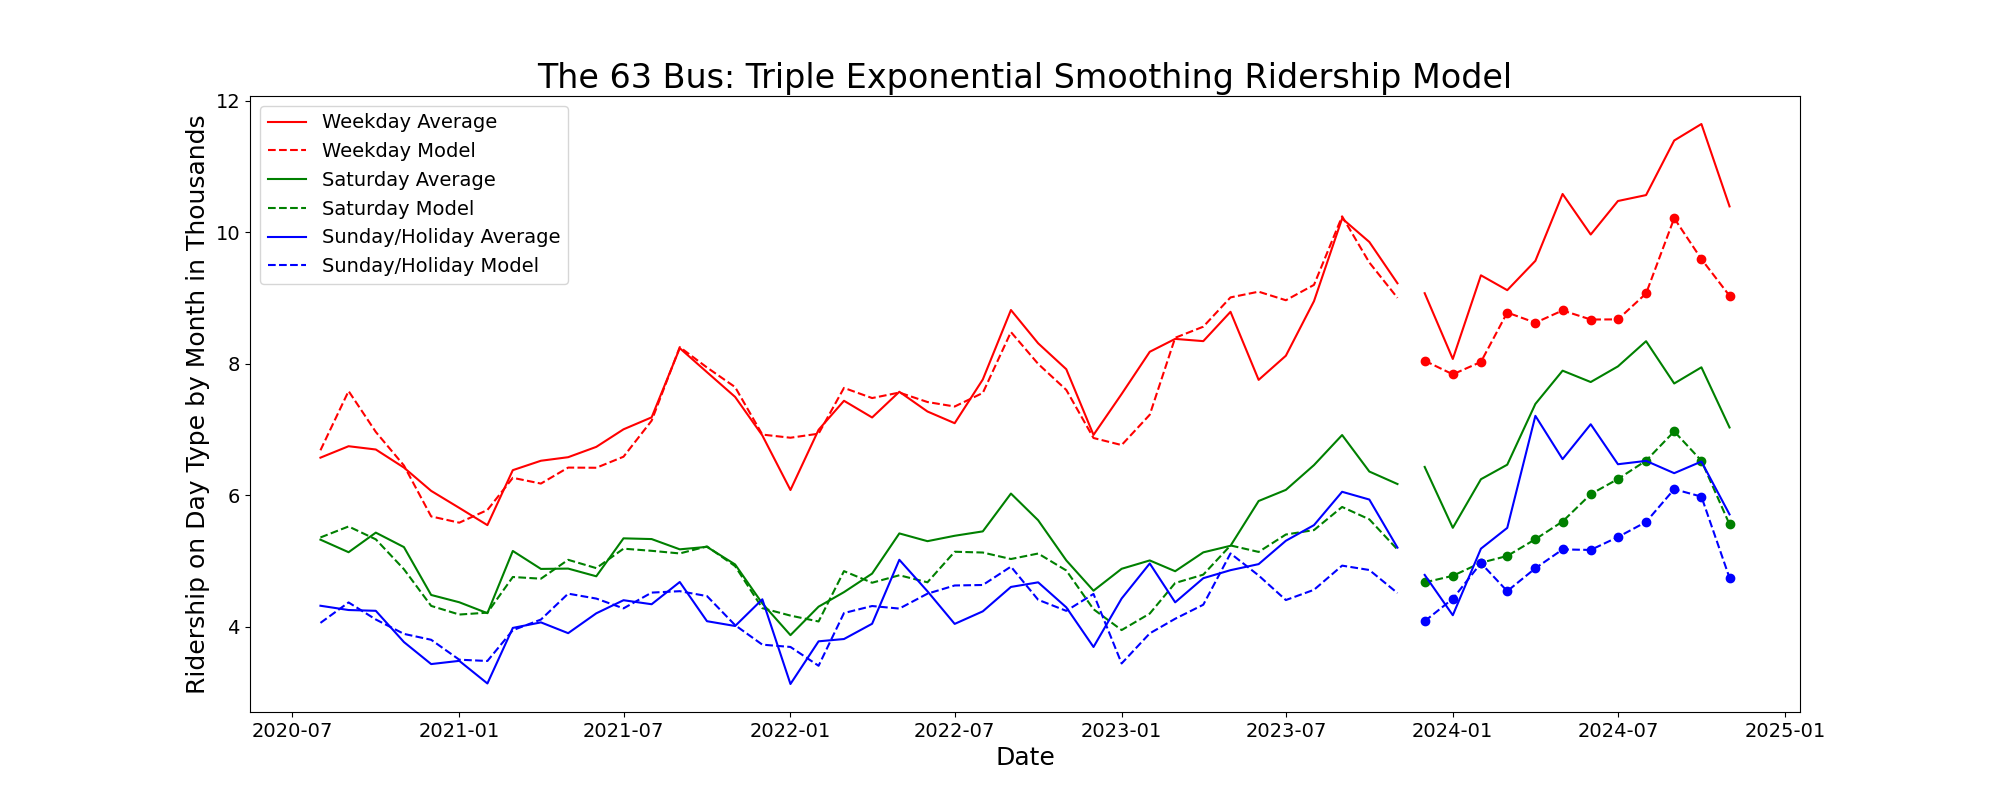 The 63 Bus: Triple Exponential Smoothing Ridership Model
Ridership on Day Type by Month in Thousands
12
10
8
6
4
Weekday Average
Weekday Model
Saturday Average
Saturday Model
Sunday/Holiday Average
Sunday/Holiday Model
2020-07 2021-01 2021-07 2022-01 2022-07 2023-01 2023-07 2024-01 2024-07 2025-01
Date